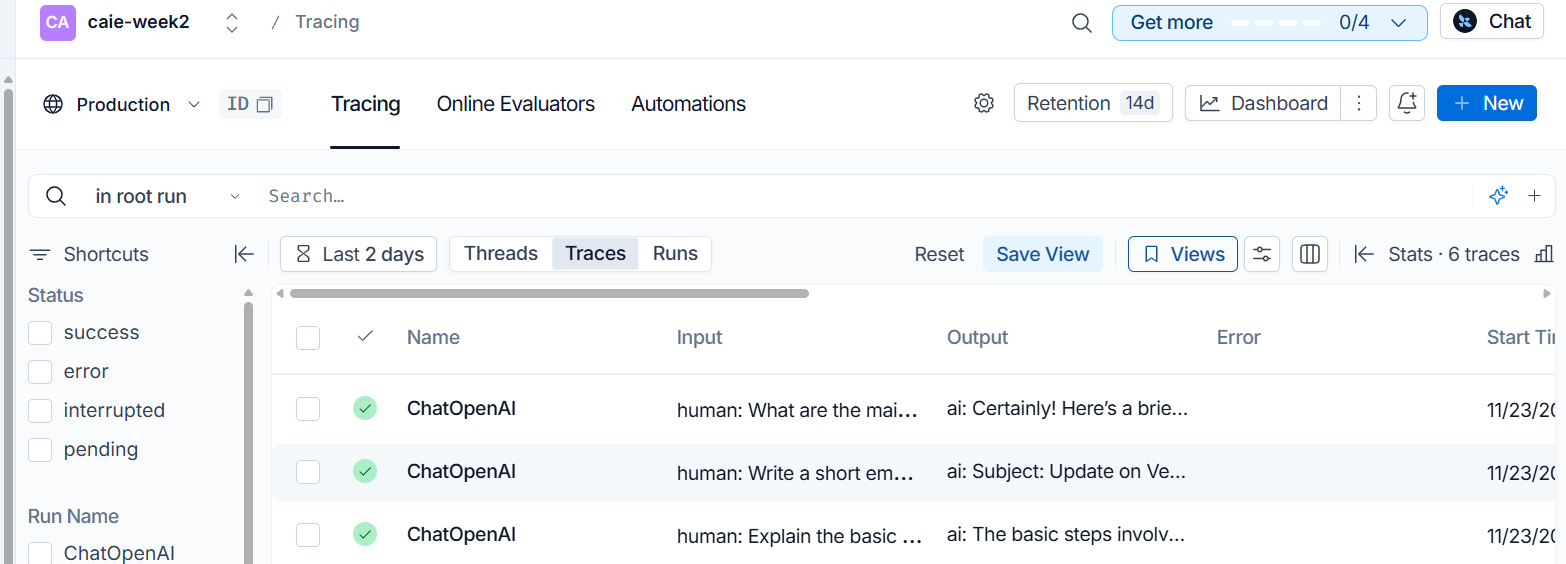 CA caie-week2 / Tracing Get more 0/4 Chat
Production ID Tracing Online Evaluators Automations Retention 14d Dashboard + New
in root run Search…
Shortcuts Last 2 days Threads Traces Runs Reset Save View Views Stats · 6 traces
Status
success
error
interrupted
pending
Run Name
ChatOpenAI
Name Input Output Error Start
ChatOpenAI human: What are the mai... ai: Certainly! Here’s a brie... 11/23/20
ChatOpenAI human: Write a short em... ai: Subject: Update on Ve... 11/23/20
ChatOpenAI human: Explain the basic ... ai: The basic steps involv... 11/23/20